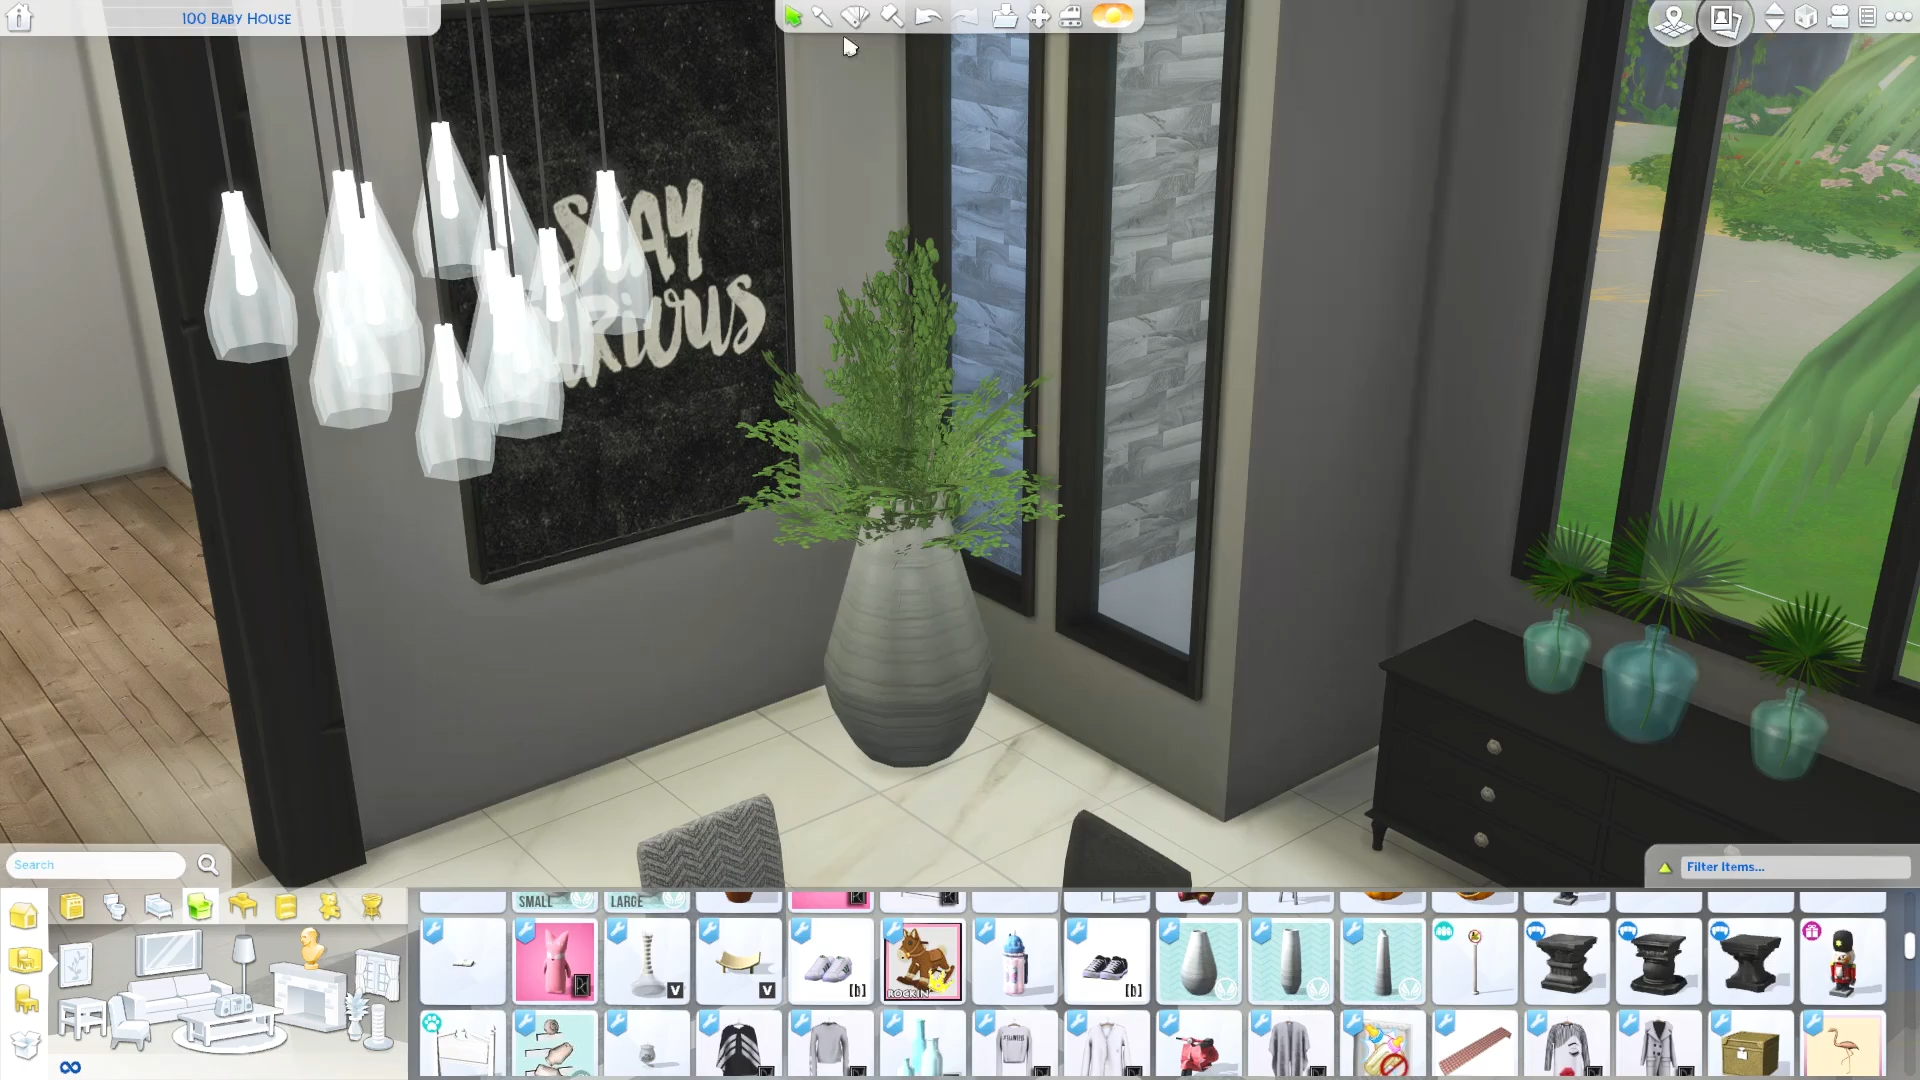 100 BABY HOUSE
STAY
CURIOUS
Search
Filter Items...
SMALL
LARGE
V
V
[b]
ROCKIN'
[b]